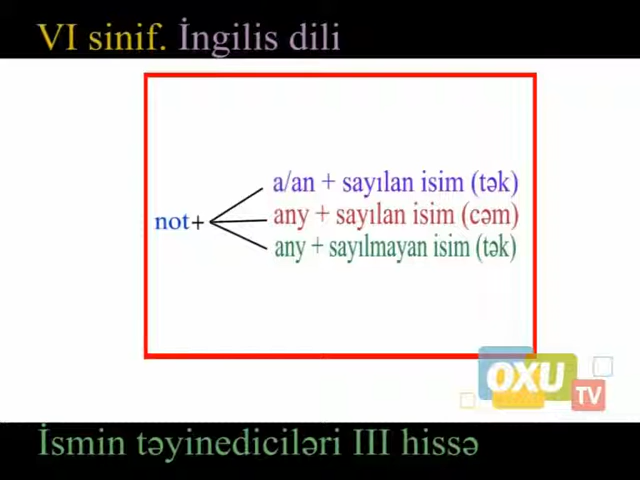 VI sinif. İngilis dili
a/an + sayılan isim (tək)
not+ any + sayılan isim (cəm)
any + sayılmayan isim (tək)
OXU
TV
İsmin təyinediciləri III hissə